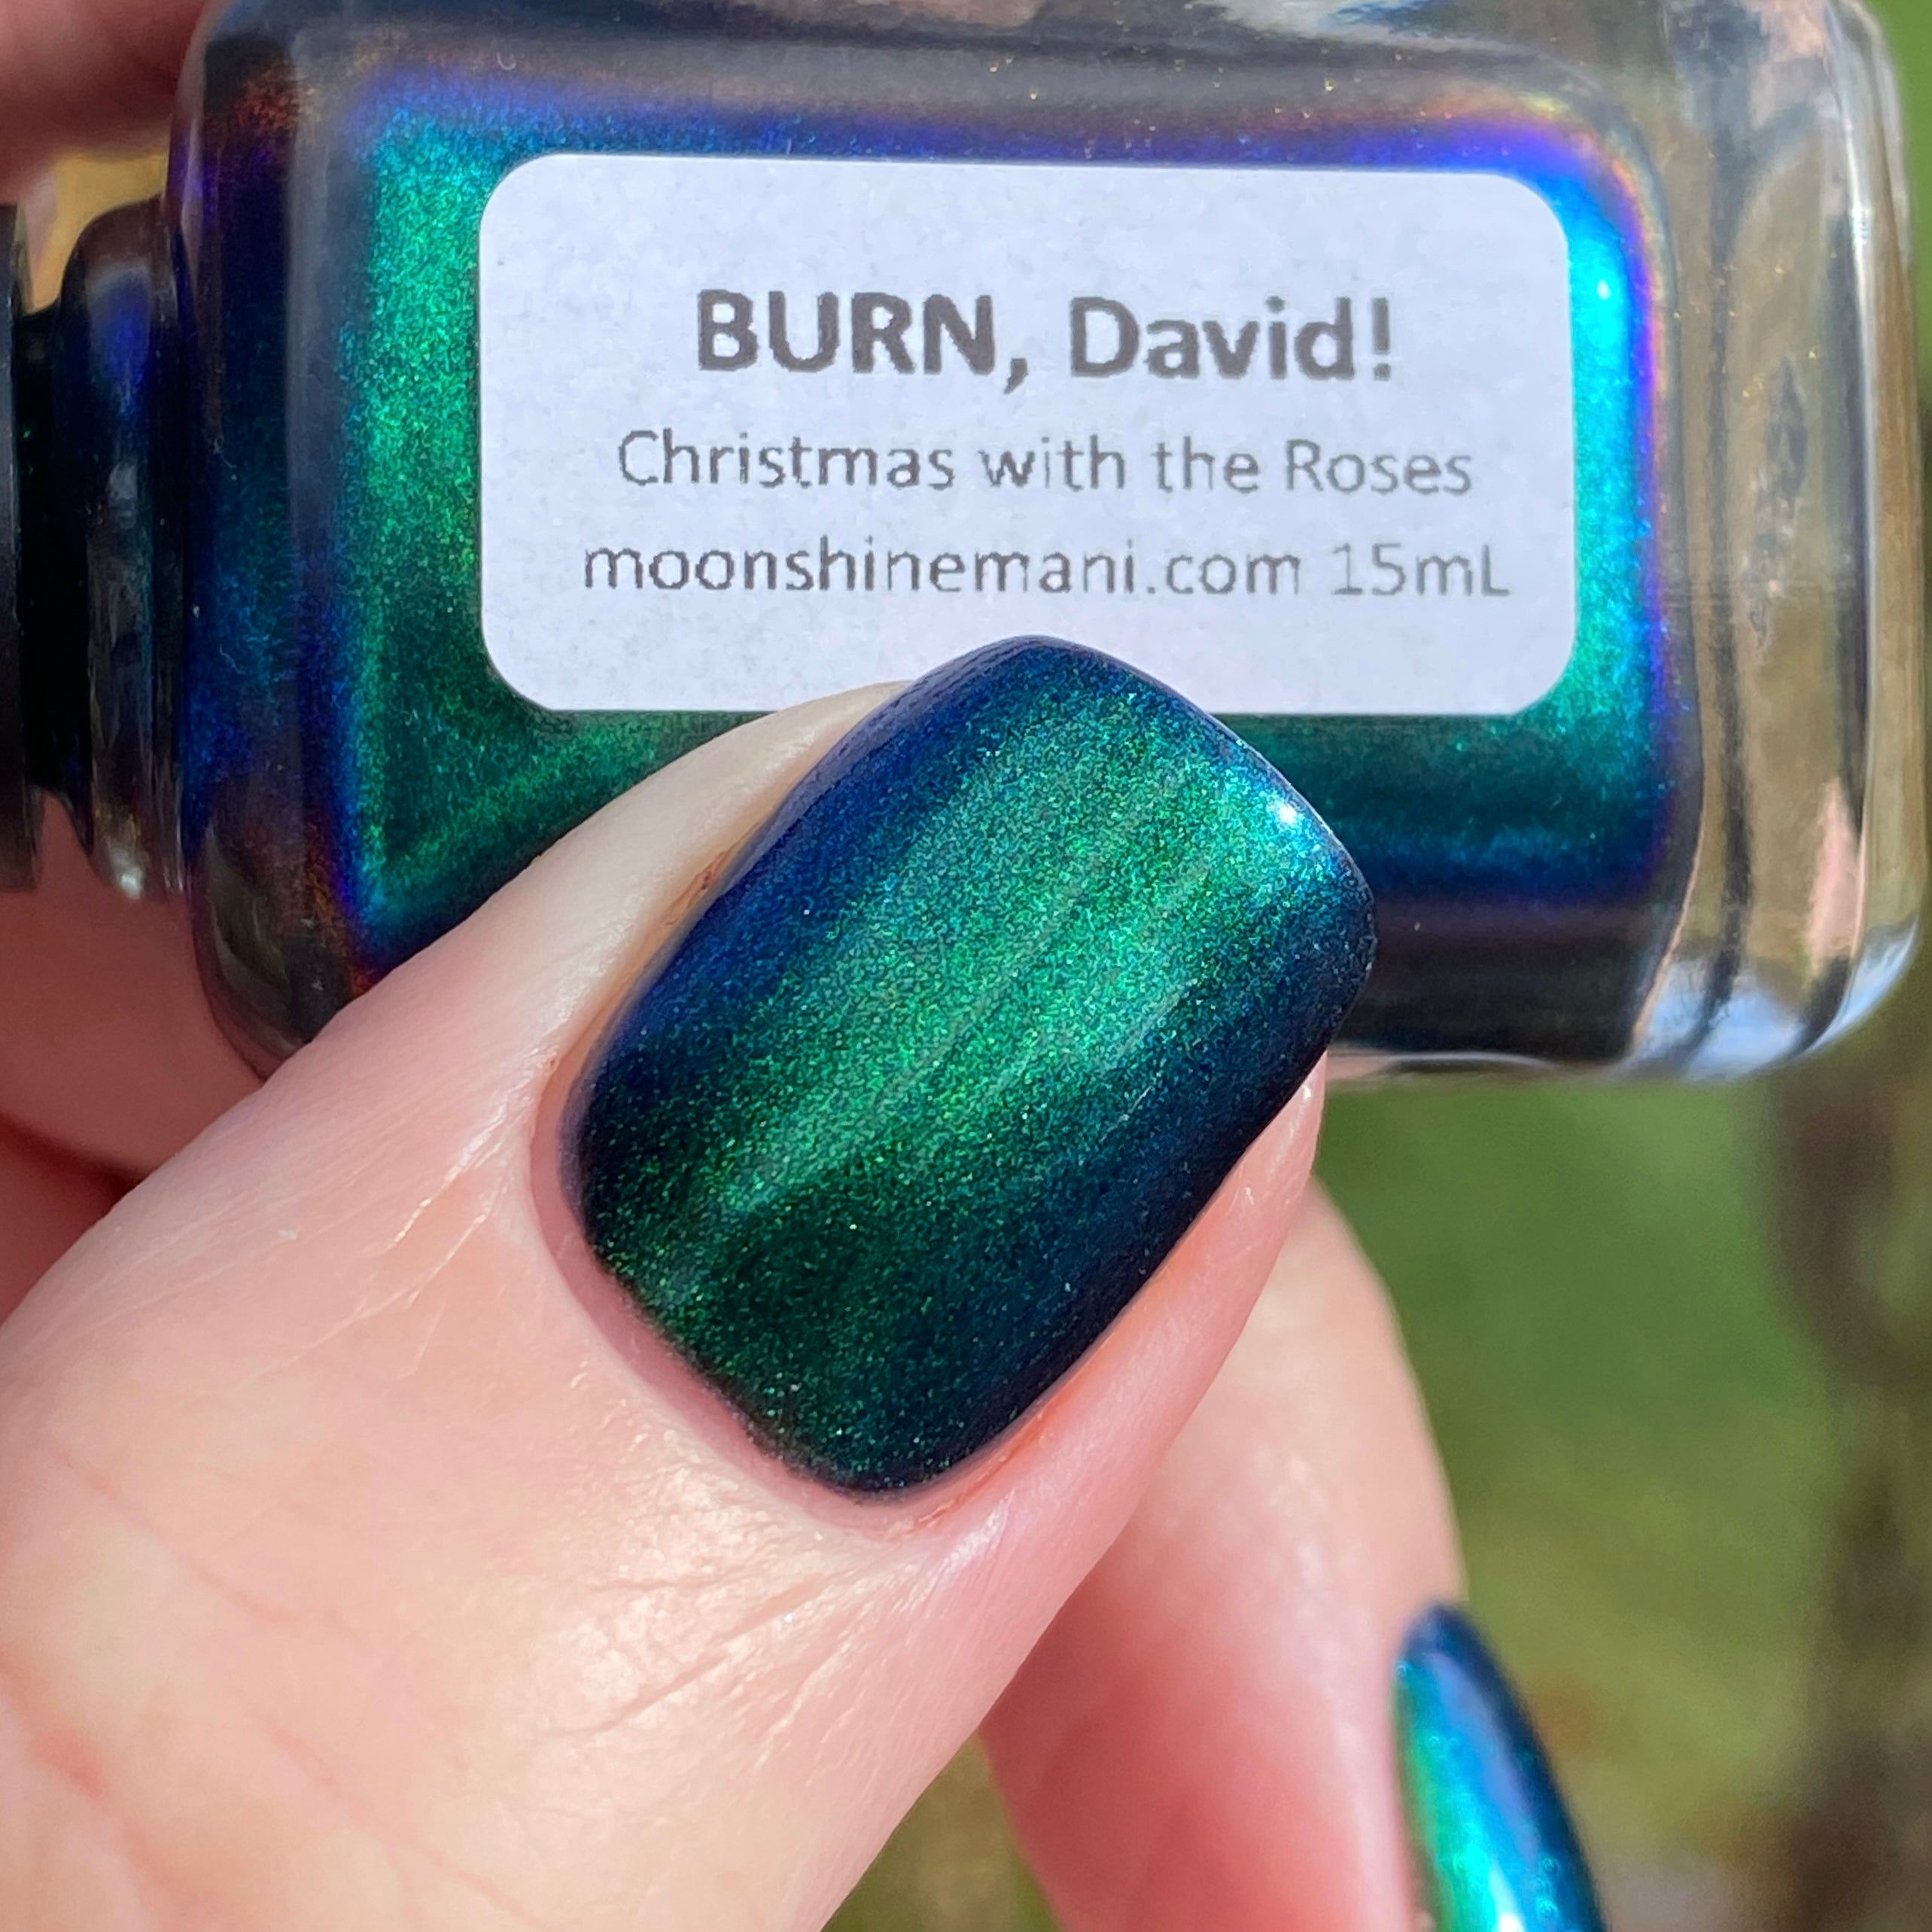 BURN, David!
Christmas with the Roses
moonshinemani.com 15mL